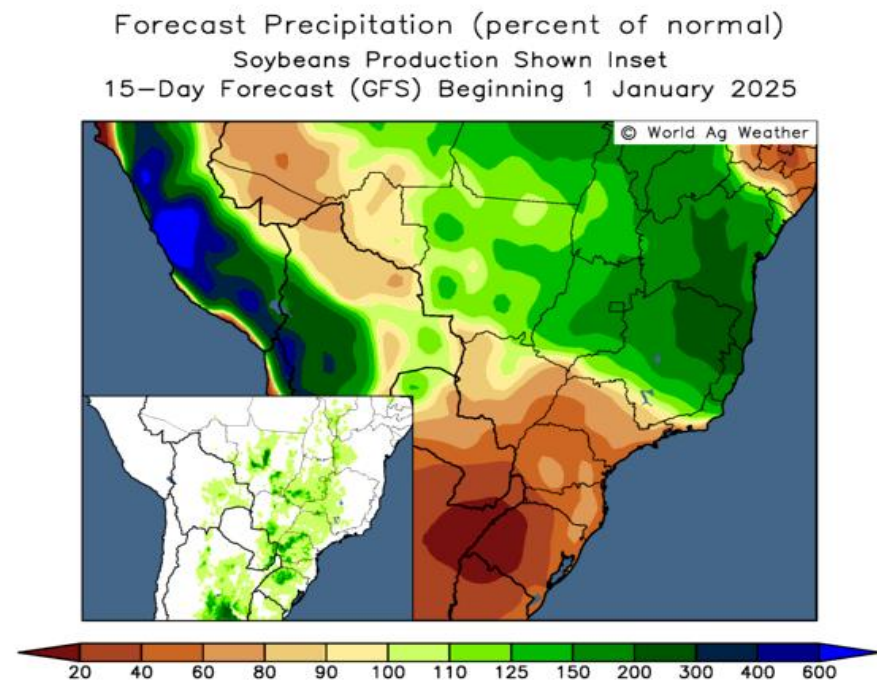 Forecast Precipitation (percent of normal)
Soybeans Production Shown Inset
15-Day Forecast (GFS) Beginning 1 January 2025
© World Ag Weather
20 40 60 80 90 100 110 125 150 200 300 400 600